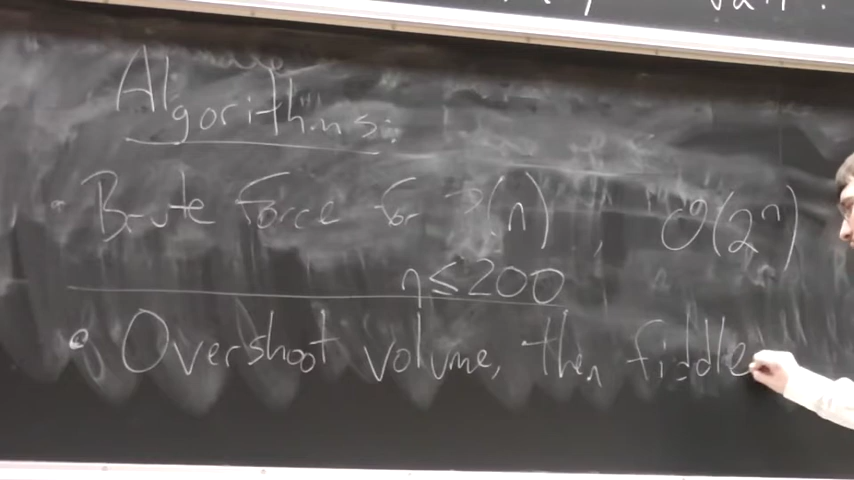 Algorithms:
• Brute Force for P(n), O(2ⁿ)
n ≤ 200
• Overshoot volume, then fiddle